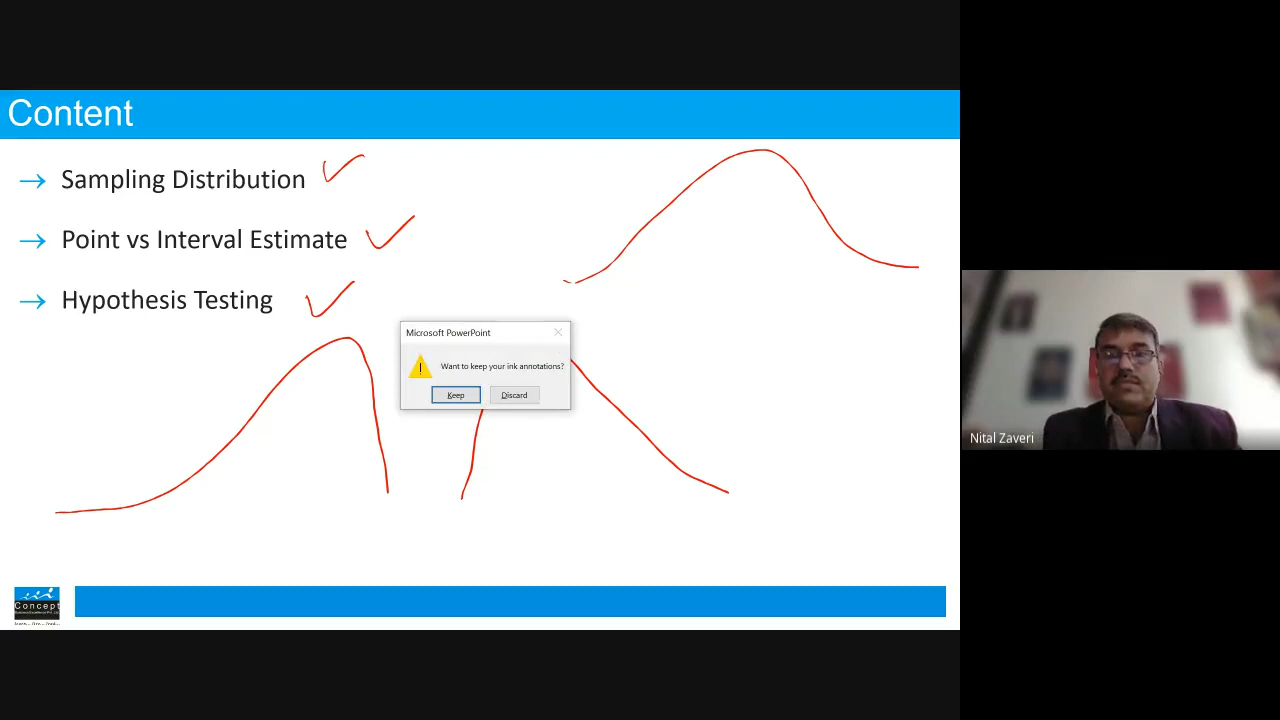 Content
→ Sampling Distribution
→ Point vs Interval Estimate
→ Hypothesis Testing
Microsoft PowerPoint
Want to keep your ink annotations?
Keep Discard
Nital Zaveri
Concept